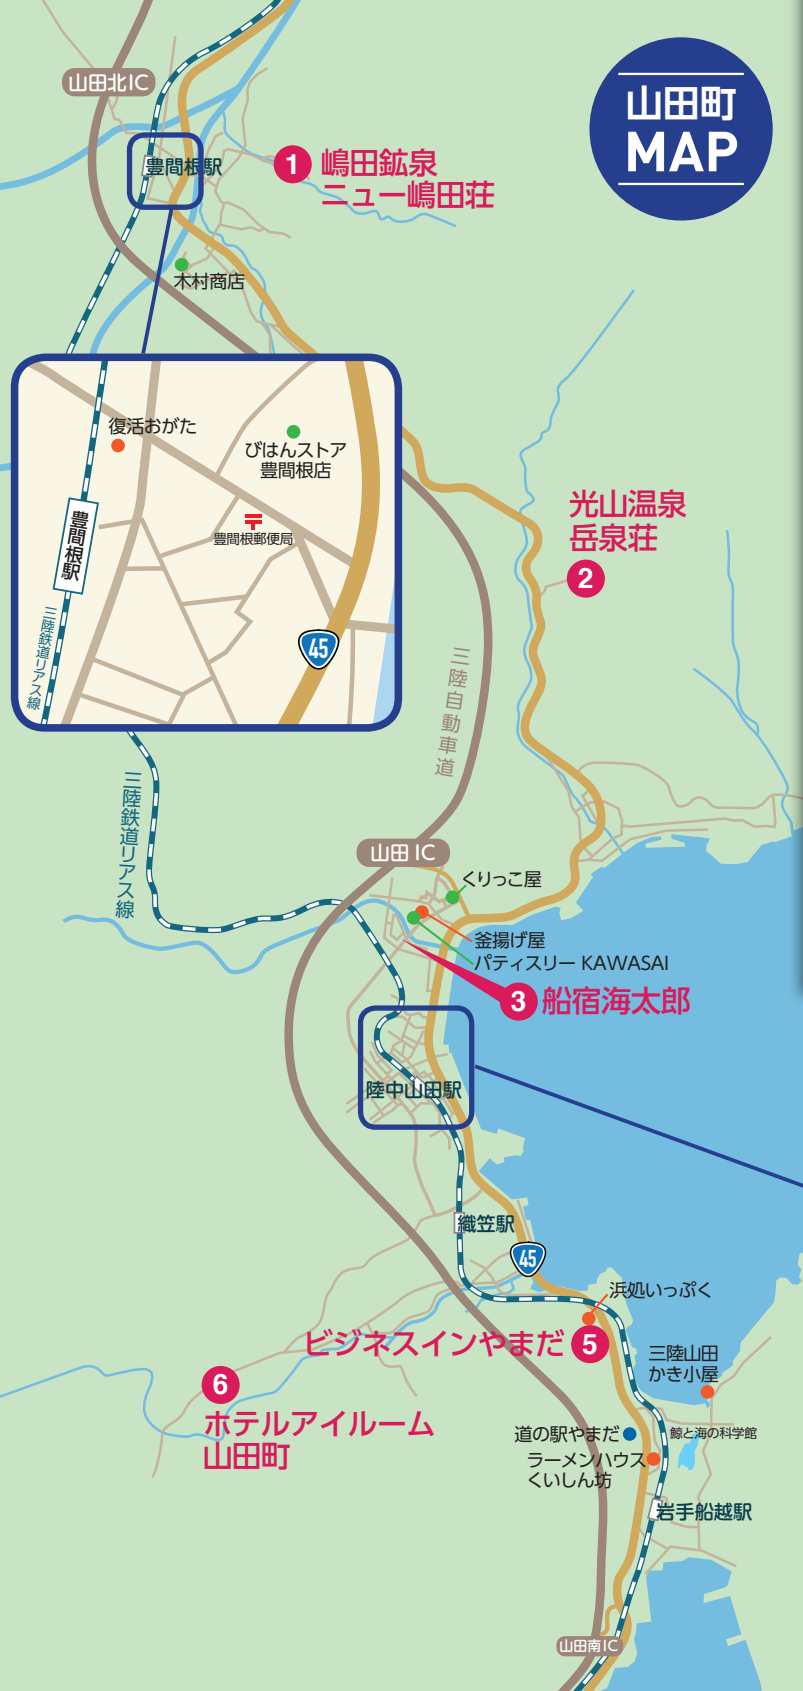 山田町
MAP
山田北IC
豊間根駅
1 嶋田鉱泉
ニュー嶋田荘
木村商店
復活おがた
びはんストア
豊間根店
豊間根郵便局
豊間根駅
三陸鉄道リアス線
45
光山温泉
岳泉荘
2
三陸自動車道
三陸鉄道リアス線
山田 IC
くりっこ屋
釜揚げ屋
パティスリー KAWASAI
3 船宿海太郎
陸中山田駅
織笠駅
45
浜処いっぷく
ビジネスインやまだ 5
三陸山田
かき小屋
6
ホテルアイルーム
山田町
道の駅やまだ
鯨と海の科学館
ラーメンハウス
くいしん坊
岩手船越駅
山田南IC